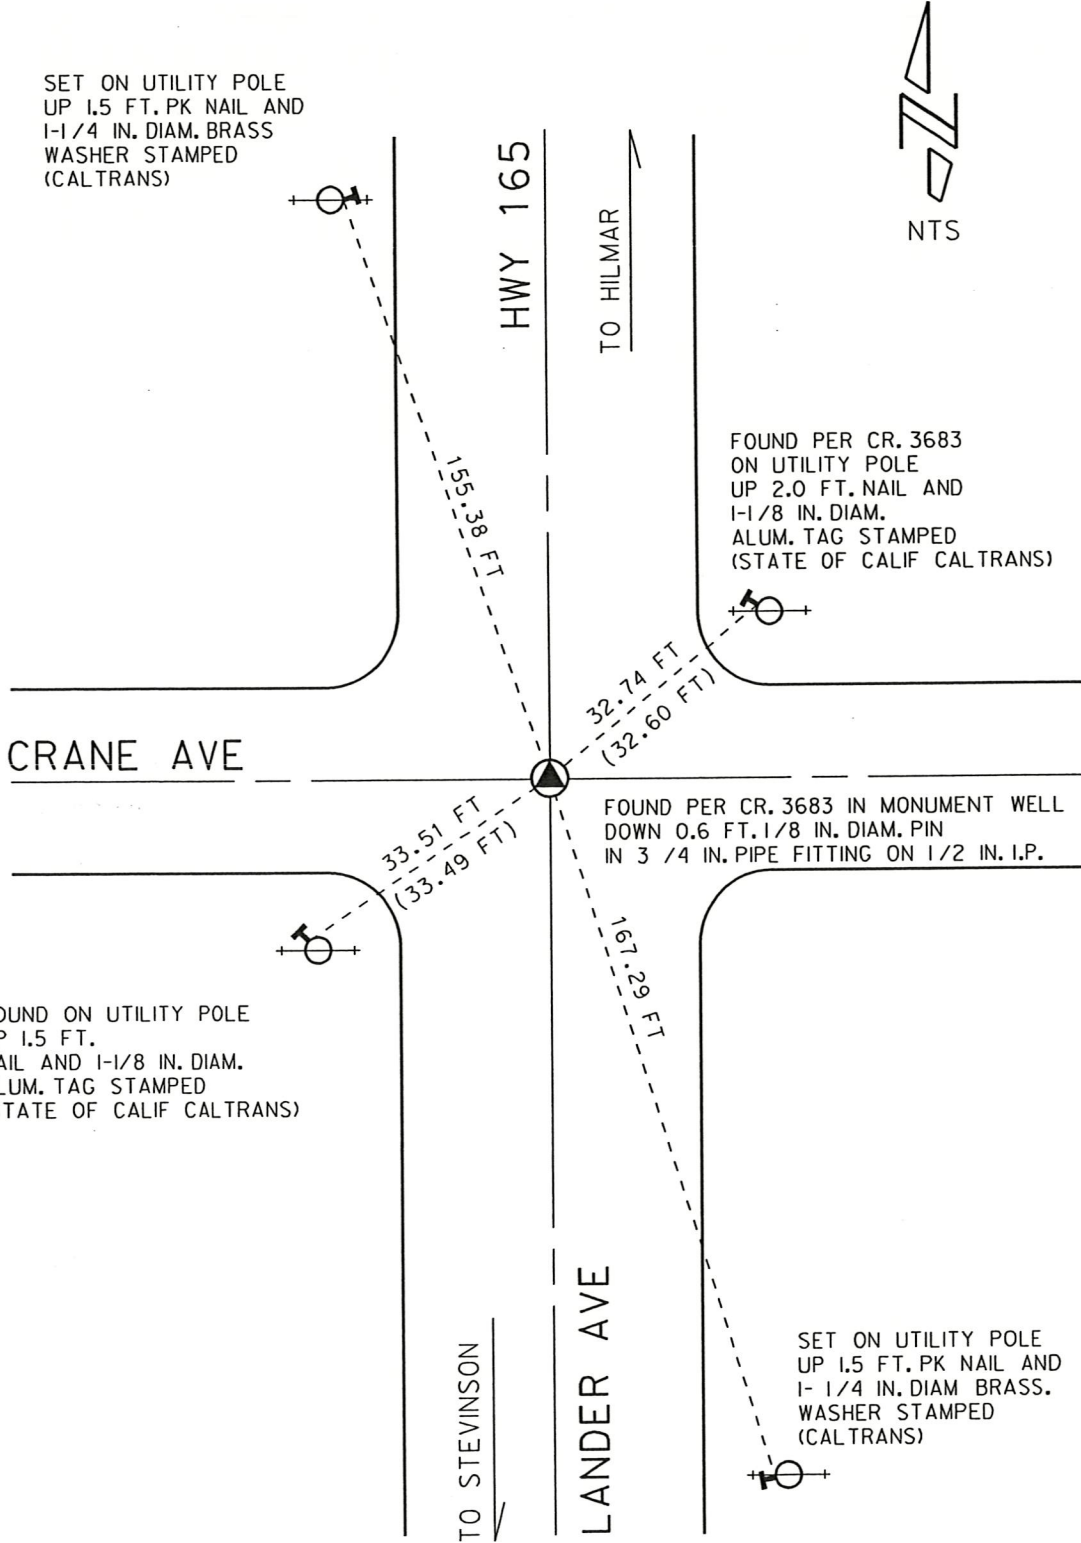 SET ON UTILITY POLE
UP 1.5 FT. PK NAIL AND
1-1/4 IN. DIAM. BRASS
WASHER STAMPED
(CALTRANS)
HWY 165
TO HILMAR
NTS
155.38 FT
FOUND PER CR. 3683
ON UTILITY POLE
UP 2.0 FT. NAIL AND
1-1/8 IN. DIAM.
ALUM. TAG STAMPED
(STATE OF CALIF CALTRANS)
32.74 FT
(32.60 FT)
CRANE AVE
FOUND PER CR. 3683 IN MONUMENT WELL
DOWN 0.6 FT. 1/8 IN. DIAM. PIN
IN 3 /4 IN. PIPE FITTING ON 1/2 IN. I.P.
33.51 FT
(33.49 FT)
167.29 FT
OUND ON UTILITY POLE
P 1.5 FT.
AIL AND 1-1/8 IN. DIAM.
LUM. TAG STAMPED
TATE OF CALIF CALTRANS)
TO STEVINSON
LANDER AVE
SET ON UTILITY POLE
UP 1.5 FT. PK NAIL AND
1- 1/4 IN. DIAM BRASS.
WASHER STAMPED
(CALTRANS)